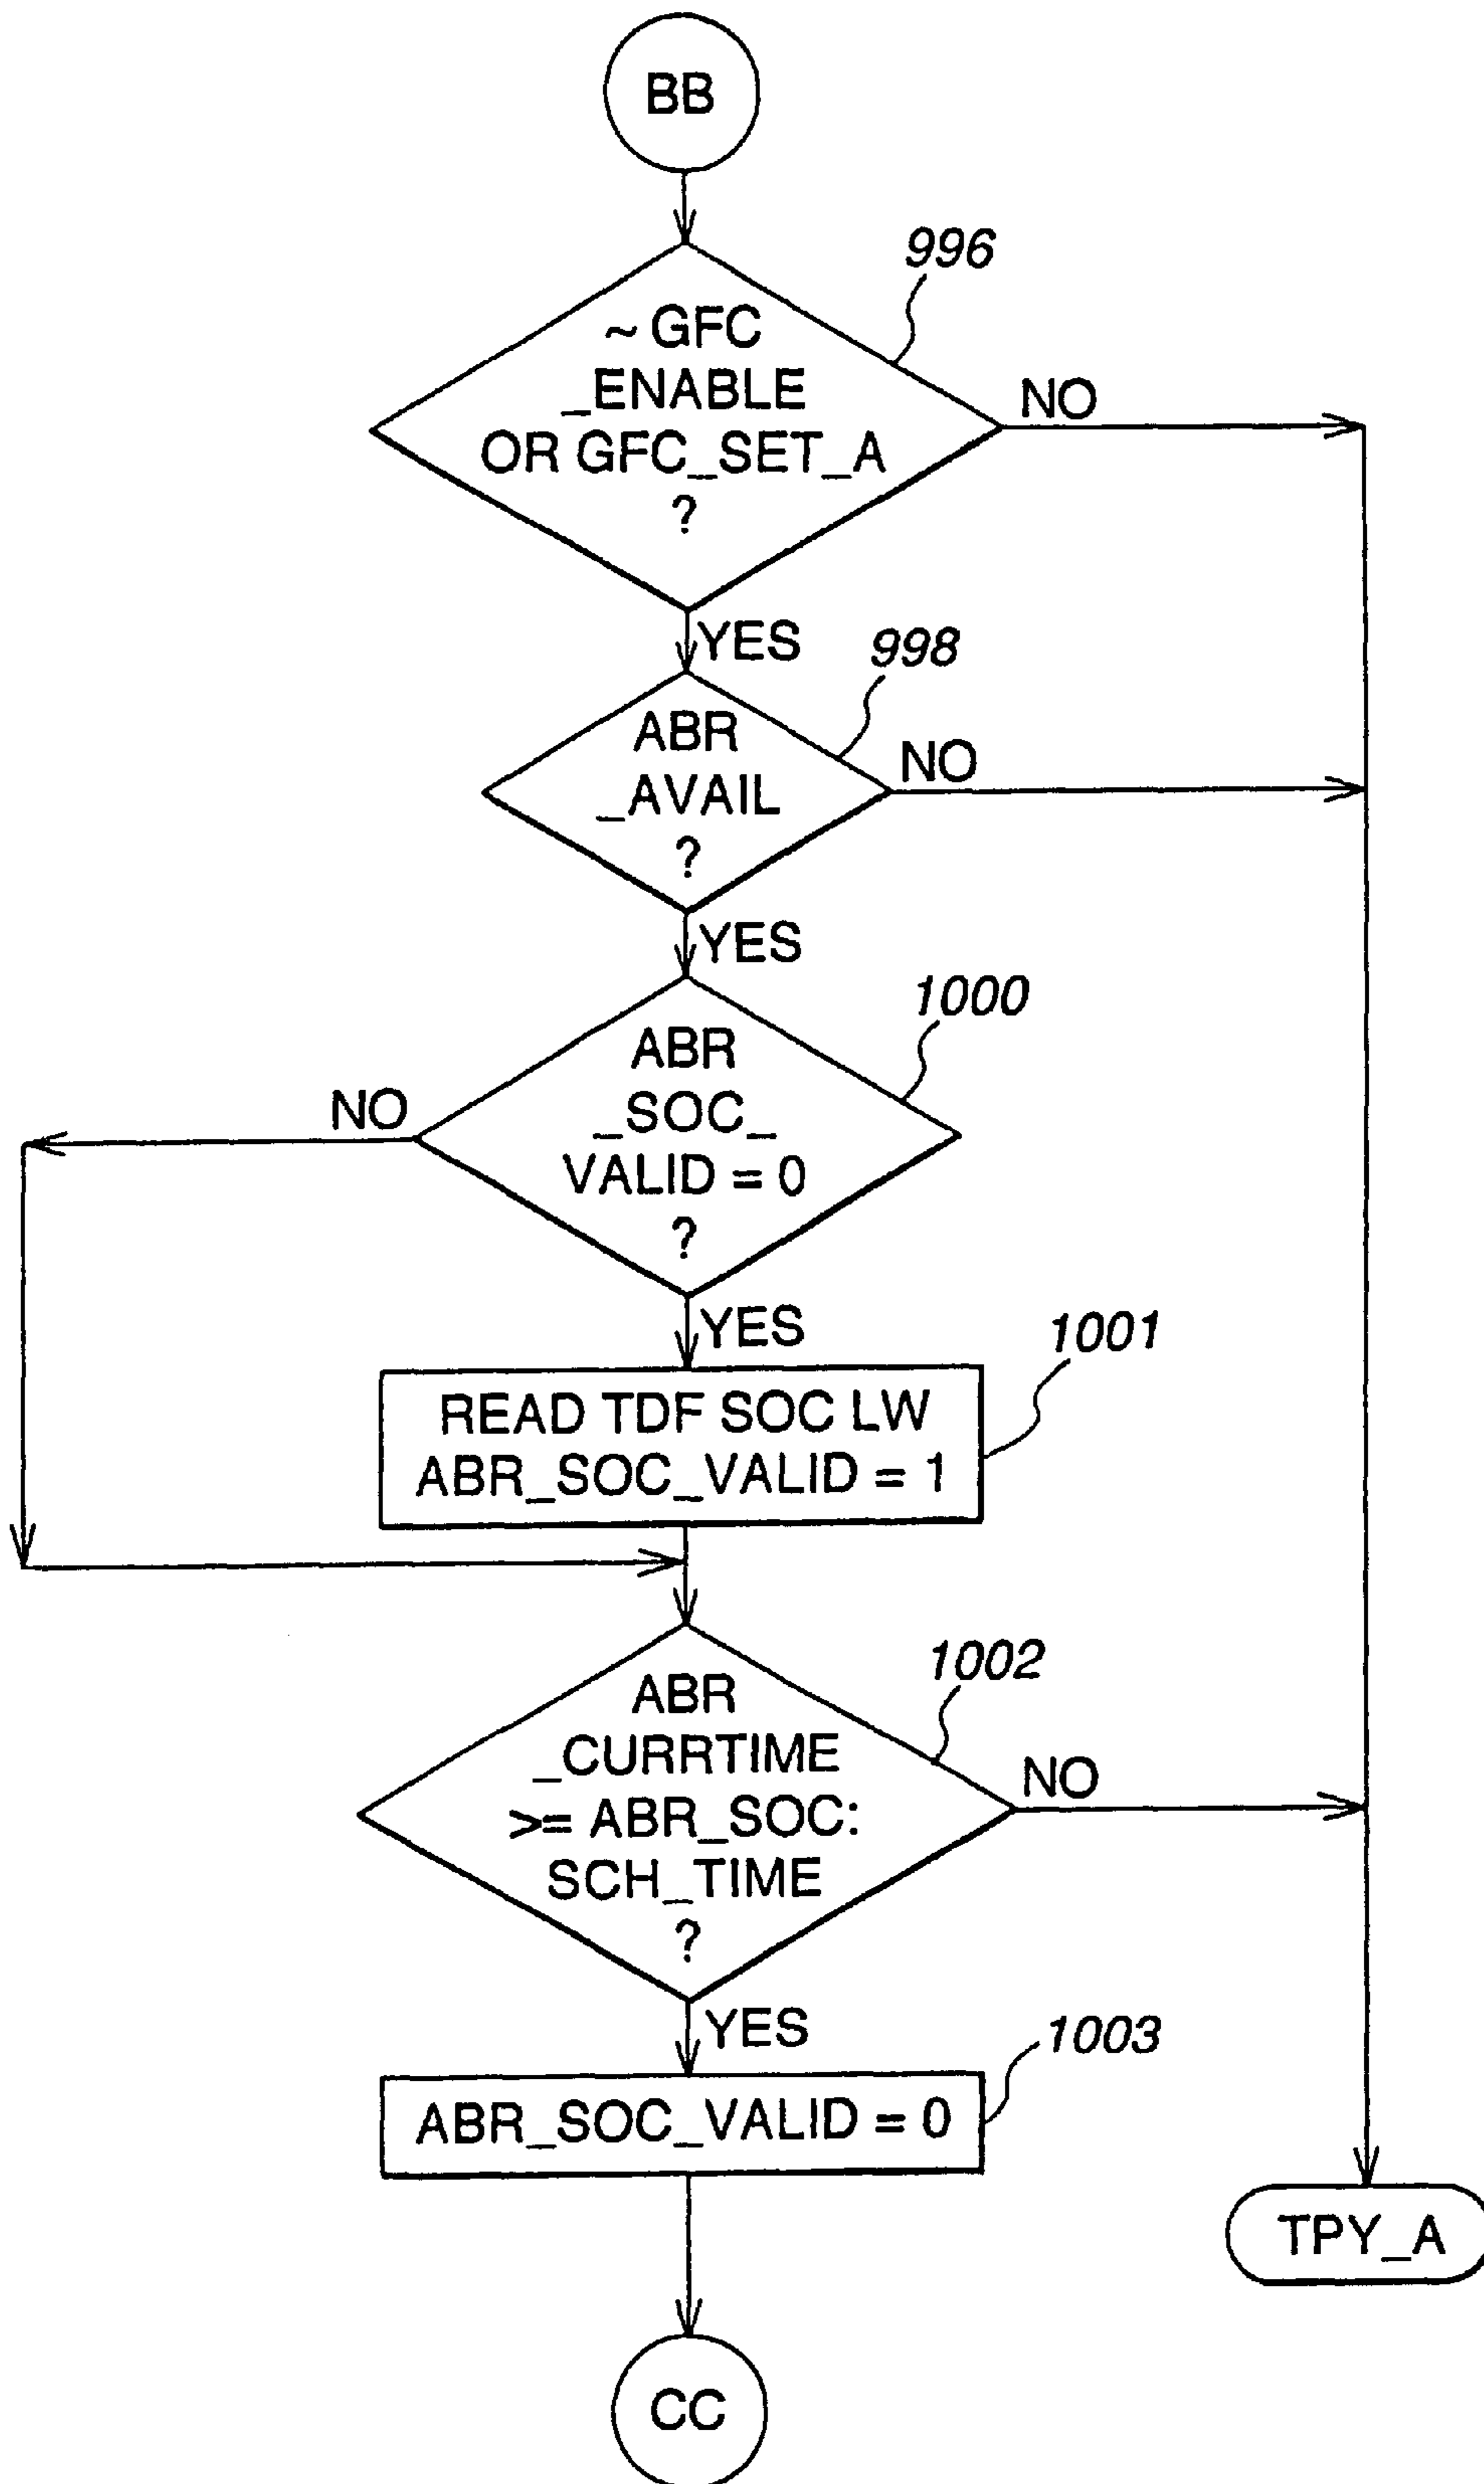 BB
996
~ GFC
_ENABLE
OR GFC_SET_A
?
NO
YES
998
ABR
_AVAIL
?
NO
YES
1000
ABR
_SOC_
VALID = 0
?
NO
YES
1001
READ TDF SOC LW
ABR_SOC_VALID = 1
1002
ABR
_CURRTIME
>= ABR_SOC:
SCH_TIME
?
NO
YES
1003
ABR_SOC_VALID = 0
TPY_A
CC